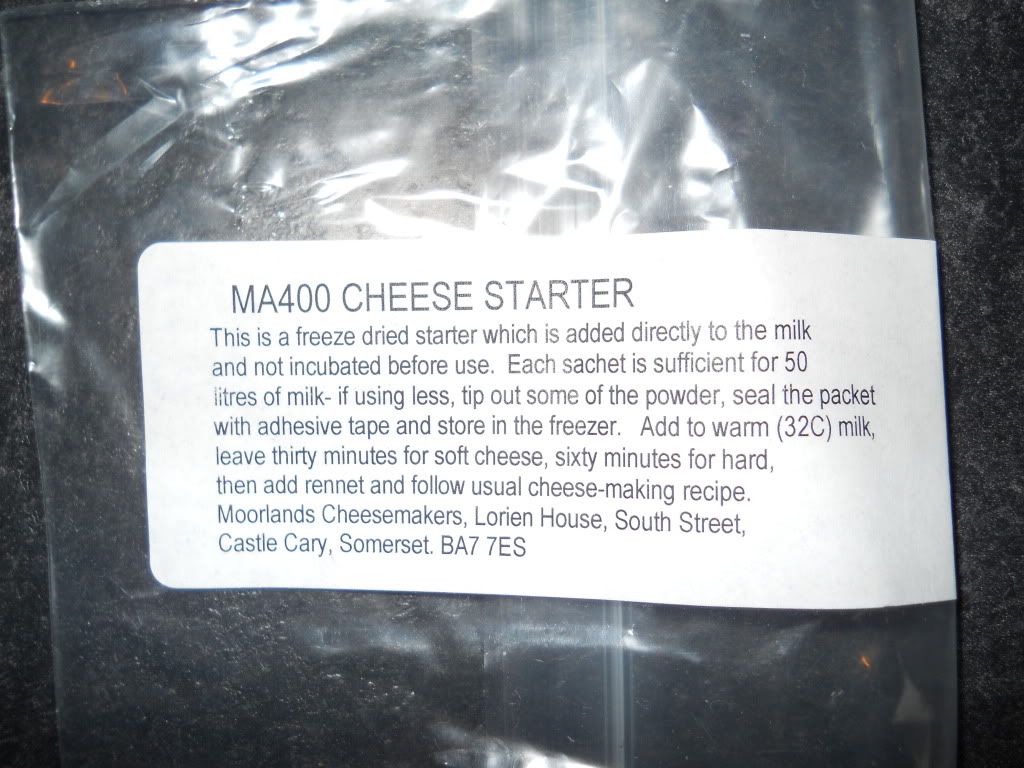 MA400 CHEESE STARTER
This is a freeze dried starter which is added directly to the milk
and not incubated before use. Each sachet is sufficient for 50
litres of milk- if using less, tip out some of the powder, seal the packet
with adhesive tape and store in the freezer. Add to warm (32C) milk,
leave thirty minutes for soft cheese, sixty minutes for hard,
then add rennet and follow usual cheese-making recipe.
Moorlands Cheesemakers, Lorien House, South Street,
Castle Cary, Somerset. BA7 7ES